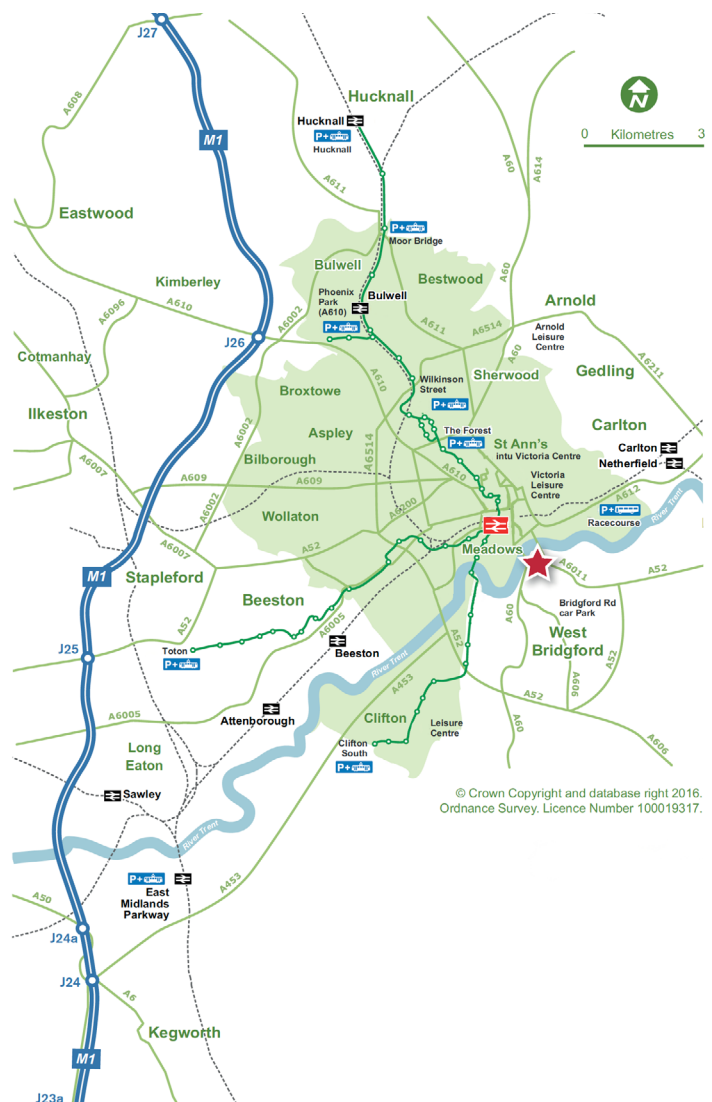 J27
A608
Hucknall
Hucknall
P+
Hucknall
N
0 Kilometres 3
M1
A60
A614
A611
Eastwood
P+
Moor Bridge
Bulwell
Bestwood
A60
Kimberley
A610
Phoenix
Park
(A610)
Bulwell
P+
A6002
A6096
A611
A6514
Arnold
Arnold
Leisure
Centre
J26
Cotmanhay
A60
A6211
A610
Wilkinson
Street
P+
Sherwood
Gedling
Broxtowe
Ilkeston
The Forest
P+
Carlton
Aspley
A6002
A6514
St Ann's
intu Victoria Centre
Carlton
Netherfield
Bilborough
A6007
A609
A609
A610
Victoria
Leisure
Centre
A612
P+
Racecourse
River Trent
A6002
A6200
Wollaton
A6007
A52
Meadows
M1
Stapleford
A6011
A52
Beeston
A60
Bridgford Rd
car Park
A6005
A52
West
Bridgford
A52
Toton
P+
J25
Beeston
River Trent
A453
A52
A606
A52
A6005
Attenborough
Clifton
Leisure
Centre
A60
A606
Long
Eaton
Clifton
South
P+
Sawley
© Crown Copyright and database right 2016.
Ordnance Survey. Licence Number 100019317.
River Trent
P+
East
Midlands
Parkway
A453
A50
J24a
J24
A6
Kegworth
M1
J23a